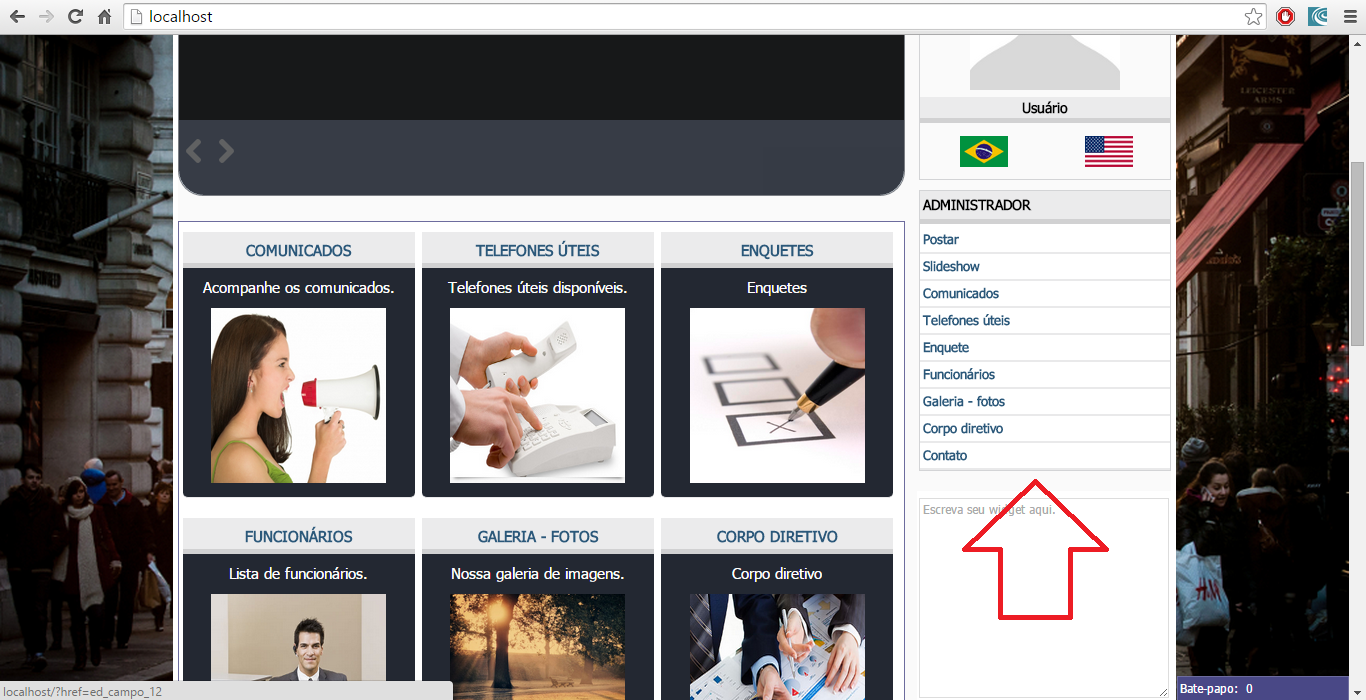 localhost
LEICESTER
ARMS
Usuário
ADMINISTRADOR
Postar
Slideshow
Comunicados
Telefones úteis
Enquete
Funcionários
Galeria - fotos
Corpo diretivo
Contato
COMUNICADOS
TELEFONES ÚTEIS
ENQUETES
Acompanhe os comunicados.
Telefones úteis disponíveis.
Enquetes
Escreva seu widget aqui.
FUNCIONÁRIOS
GALERIA - FOTOS
CORPO DIRETIVO
Lista de funcionários.
Nossa galeria de imagens.
Corpo diretivo
H&M
localhost/?href=ed_campo_12
Bate-papo: 0